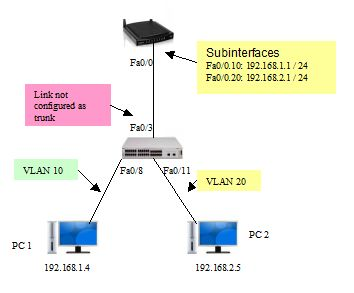 Fa0/0
Subinterfaces
Fa0/0.10: 192.168.1.1 / 24
Fa0/0.20: 192.168.2.1 / 24
Link not
configured as
trunk
Fa0/3
VLAN 10
Fa0/8
Fa0/11
VLAN 20
PC 1
PC 2
192.168.1.4
192.168.2.5